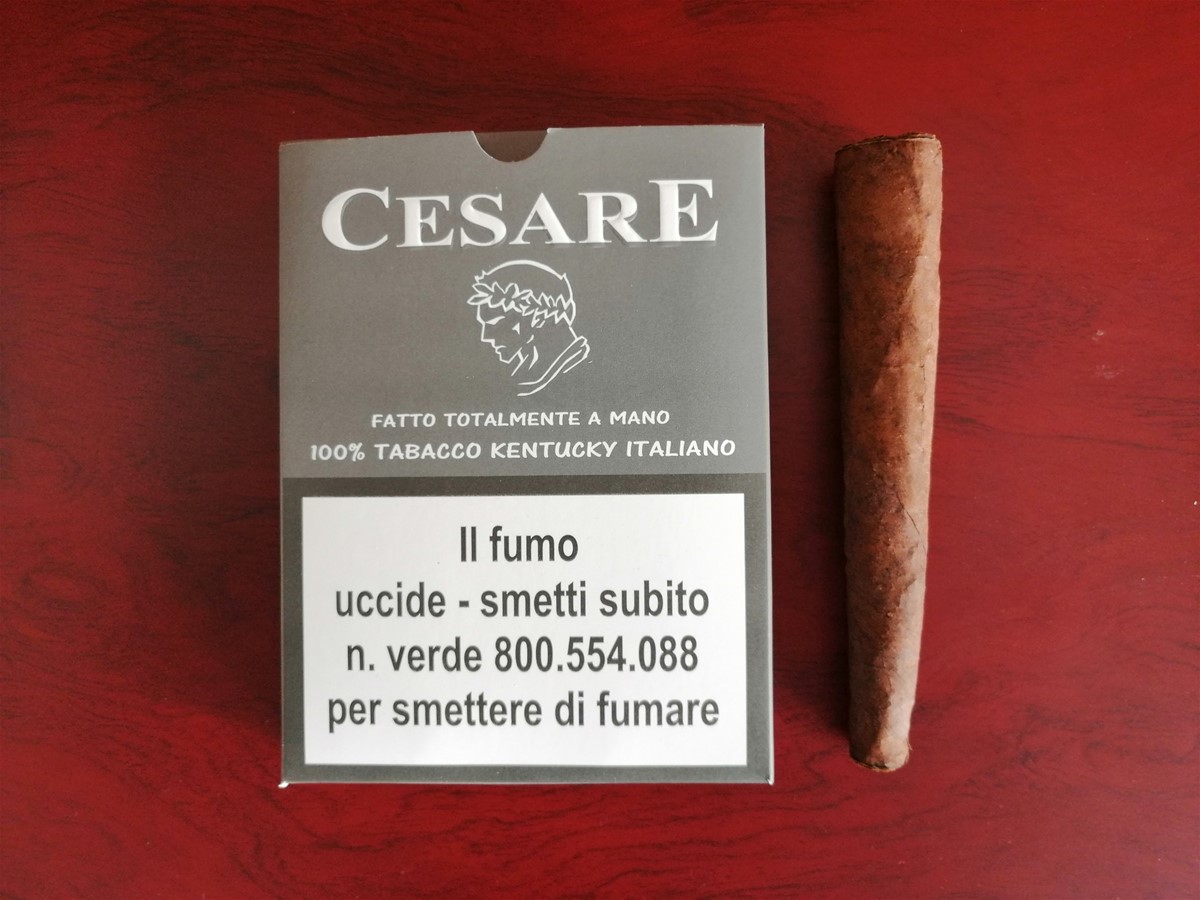 CESARE
FATTO TOTALMENTE A MANO
100% TABACCO KENTUCKY ITALIANO
Il fumo
uccide - smetti subito
n. verde 800.554.088
per smettere di fumare